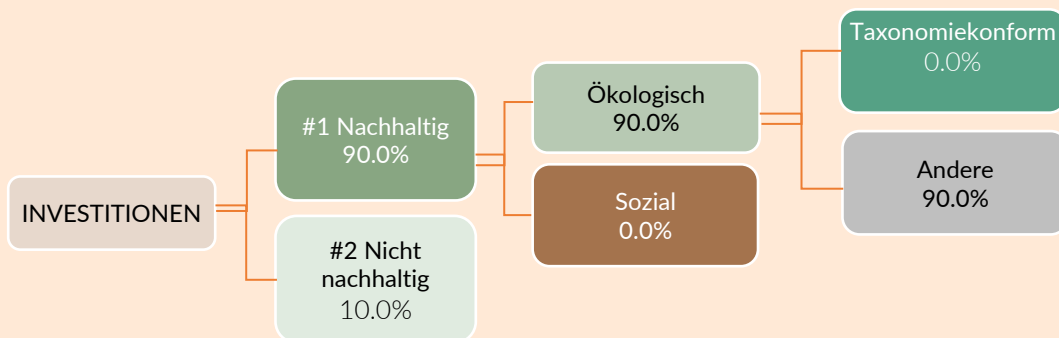 INVESTITIONEN
#1 Nachhaltig
90.0%
#2 Nicht
nachhaltig
10.0%
Ökologisch
90.0%
Sozial
0.0%
Taxonomiekonform
0.0%
Andere
90.0%